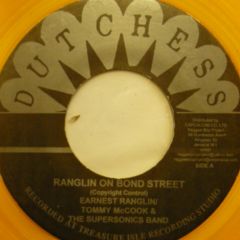 DUTCHESS
RANGLIN ON BOND STREET
(Copyright Control)
SIDE A
EARNEST RANGLIN/
TOMMY McCOOK &
THE SUPERSONICS BAND
RECORDED AT TREASURE ISLE RECORDING STUDIO